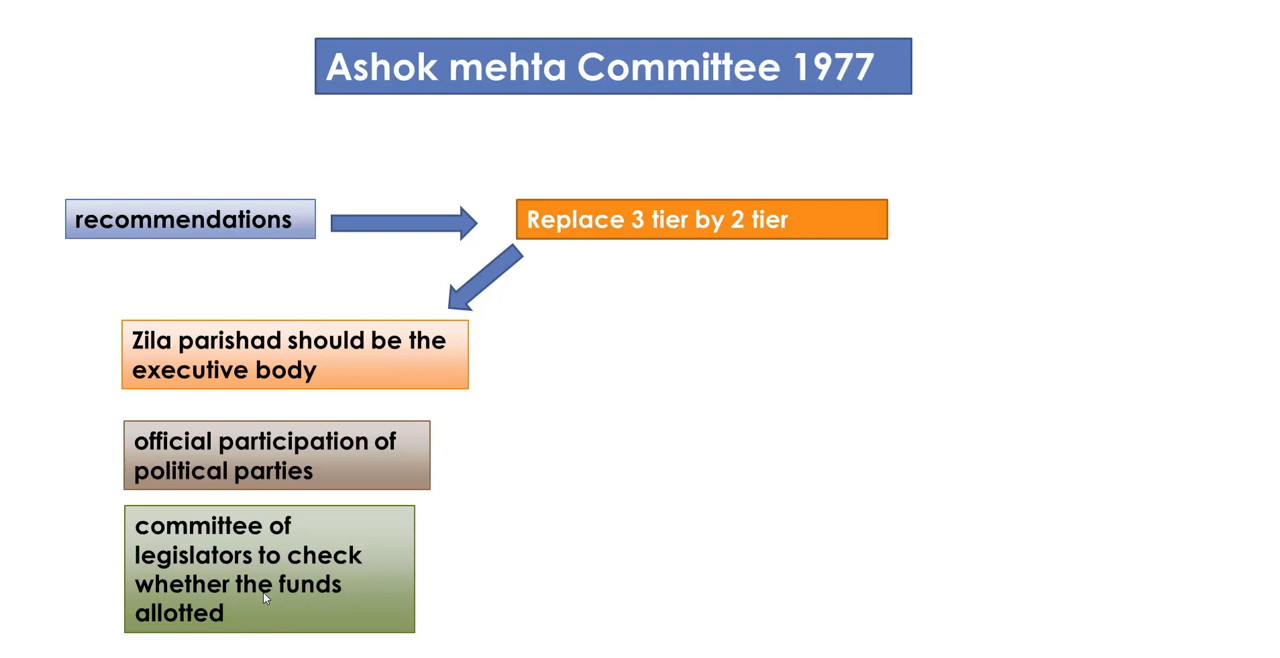 Ashok mehta Committee 1977
recommendations
Replace 3 tier by 2 tier
Zila parishad should be the
executive body
official participation of
political parties
committee of
legislators to check
whether the funds
allotted